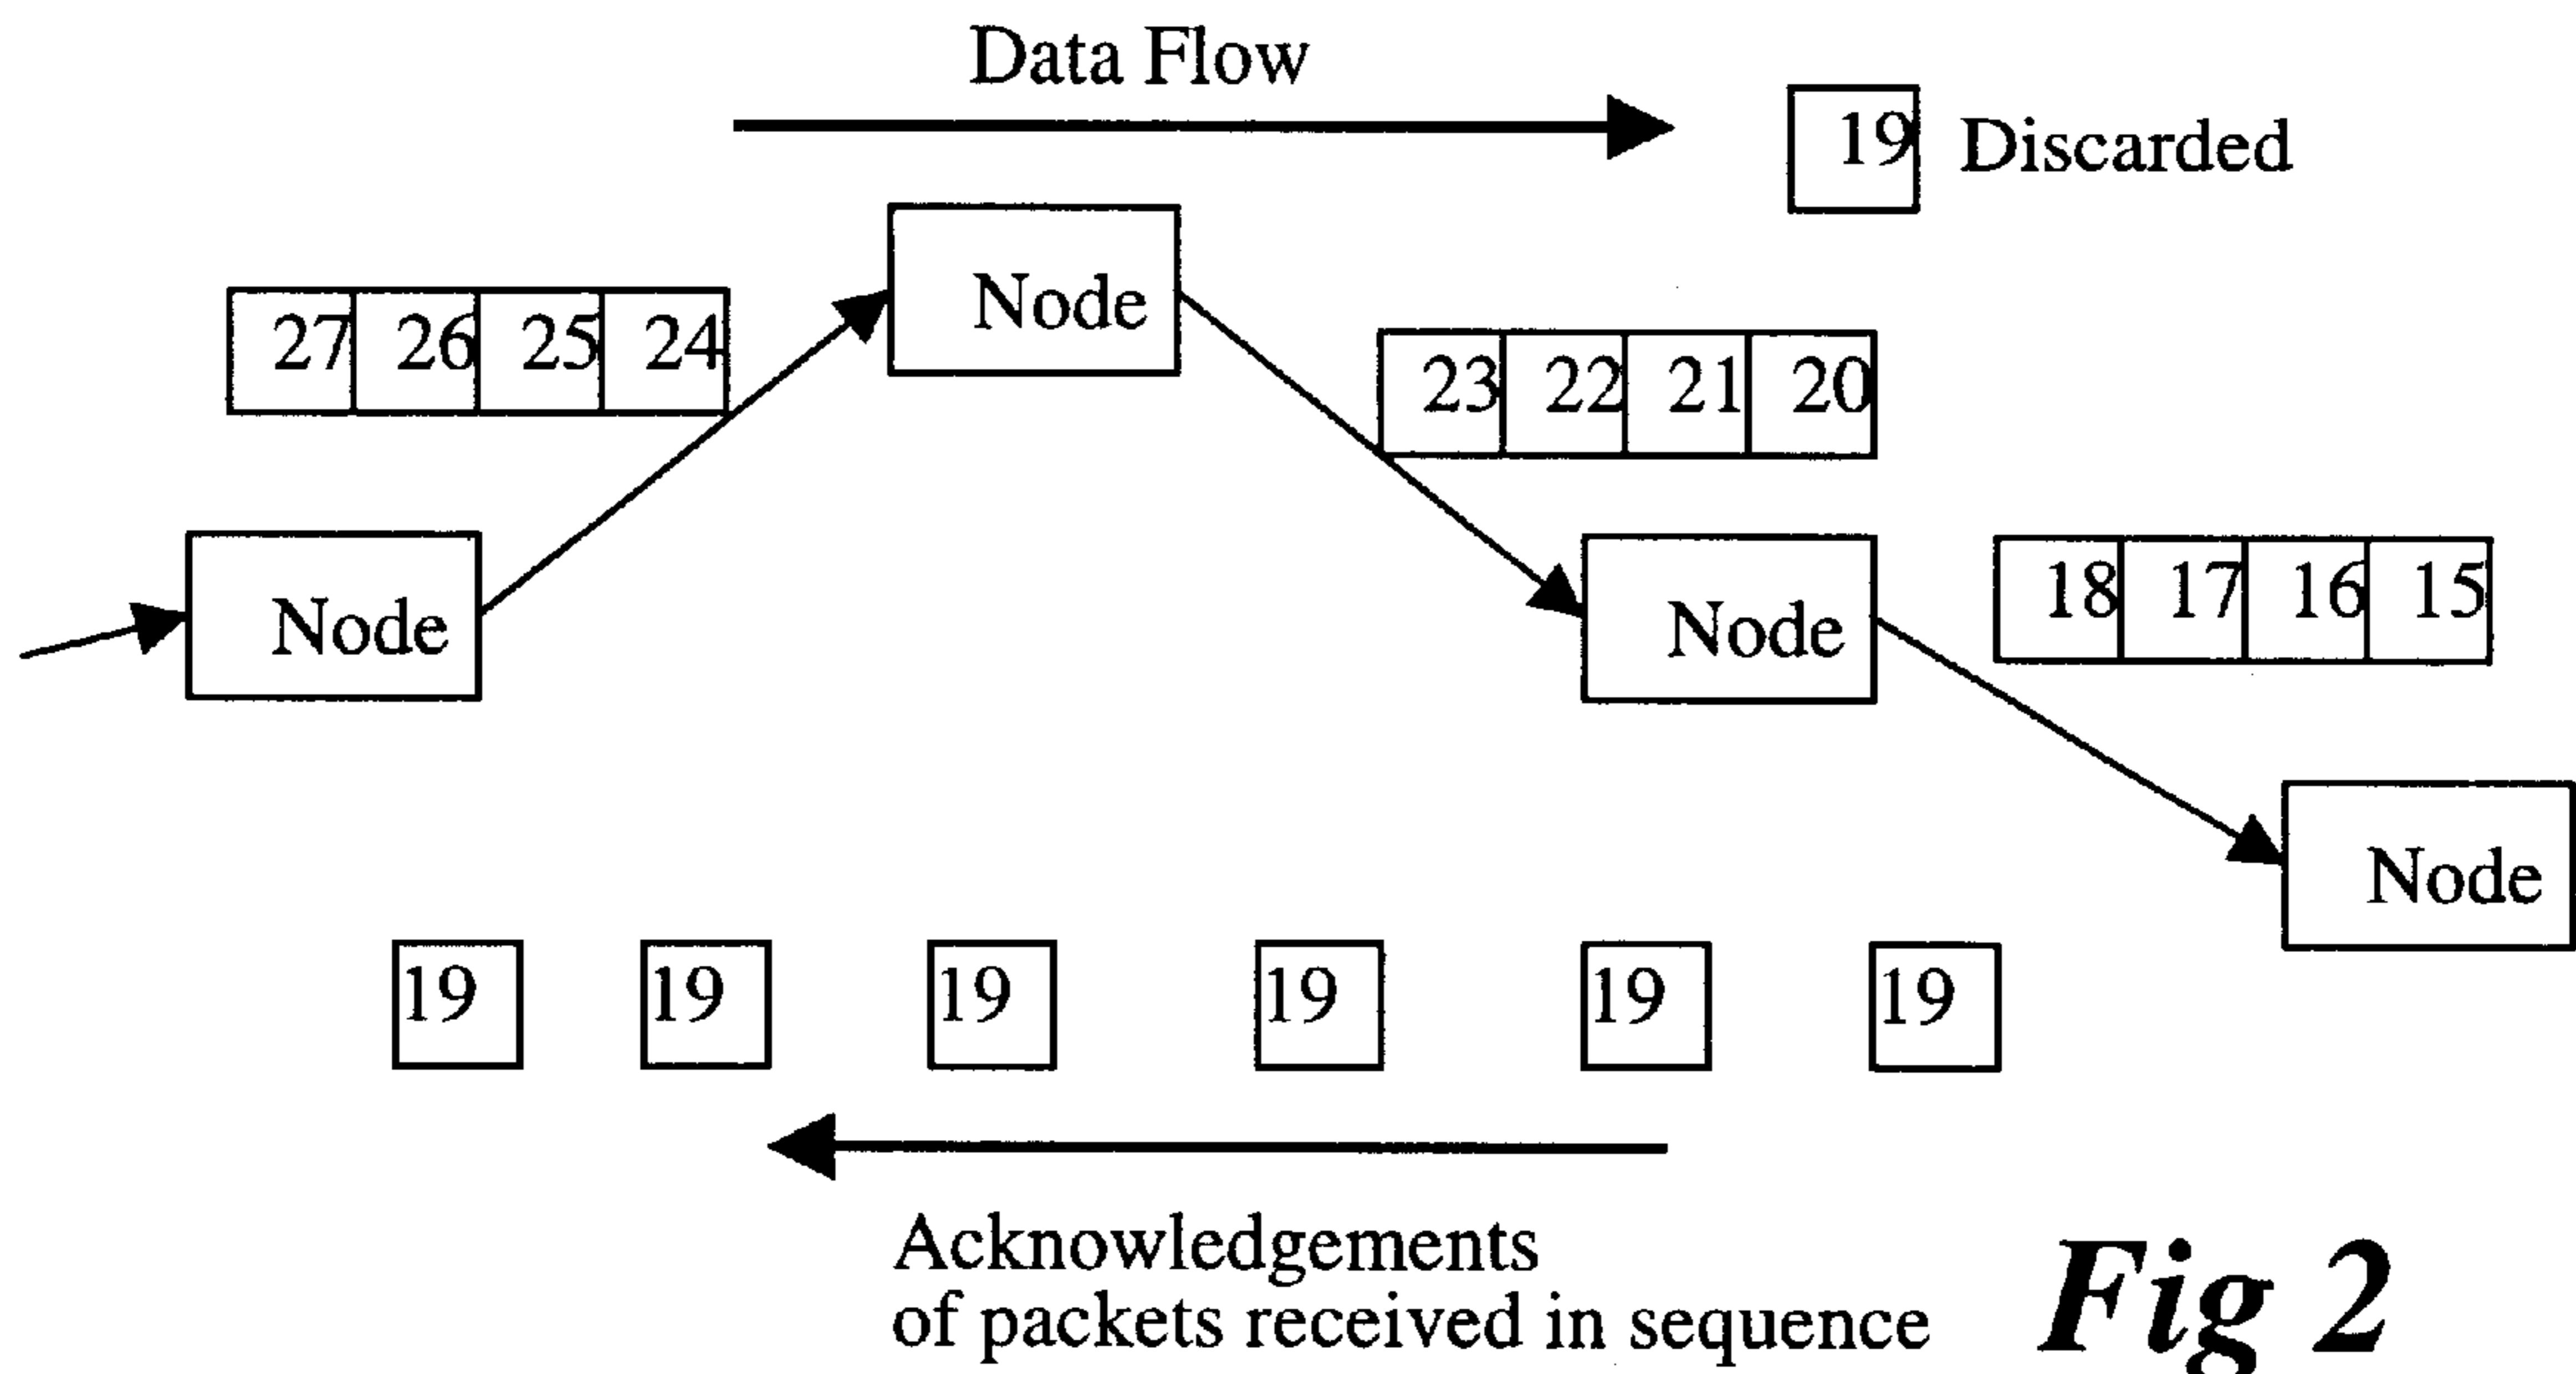 Data Flow
19 Discarded
Node
27 26 25 24
23 22 21 20
Node
Node
18 17 16 15
Node
19 19 19 19 19 19
Acknowledgements
of packets received in sequence
Fig 2